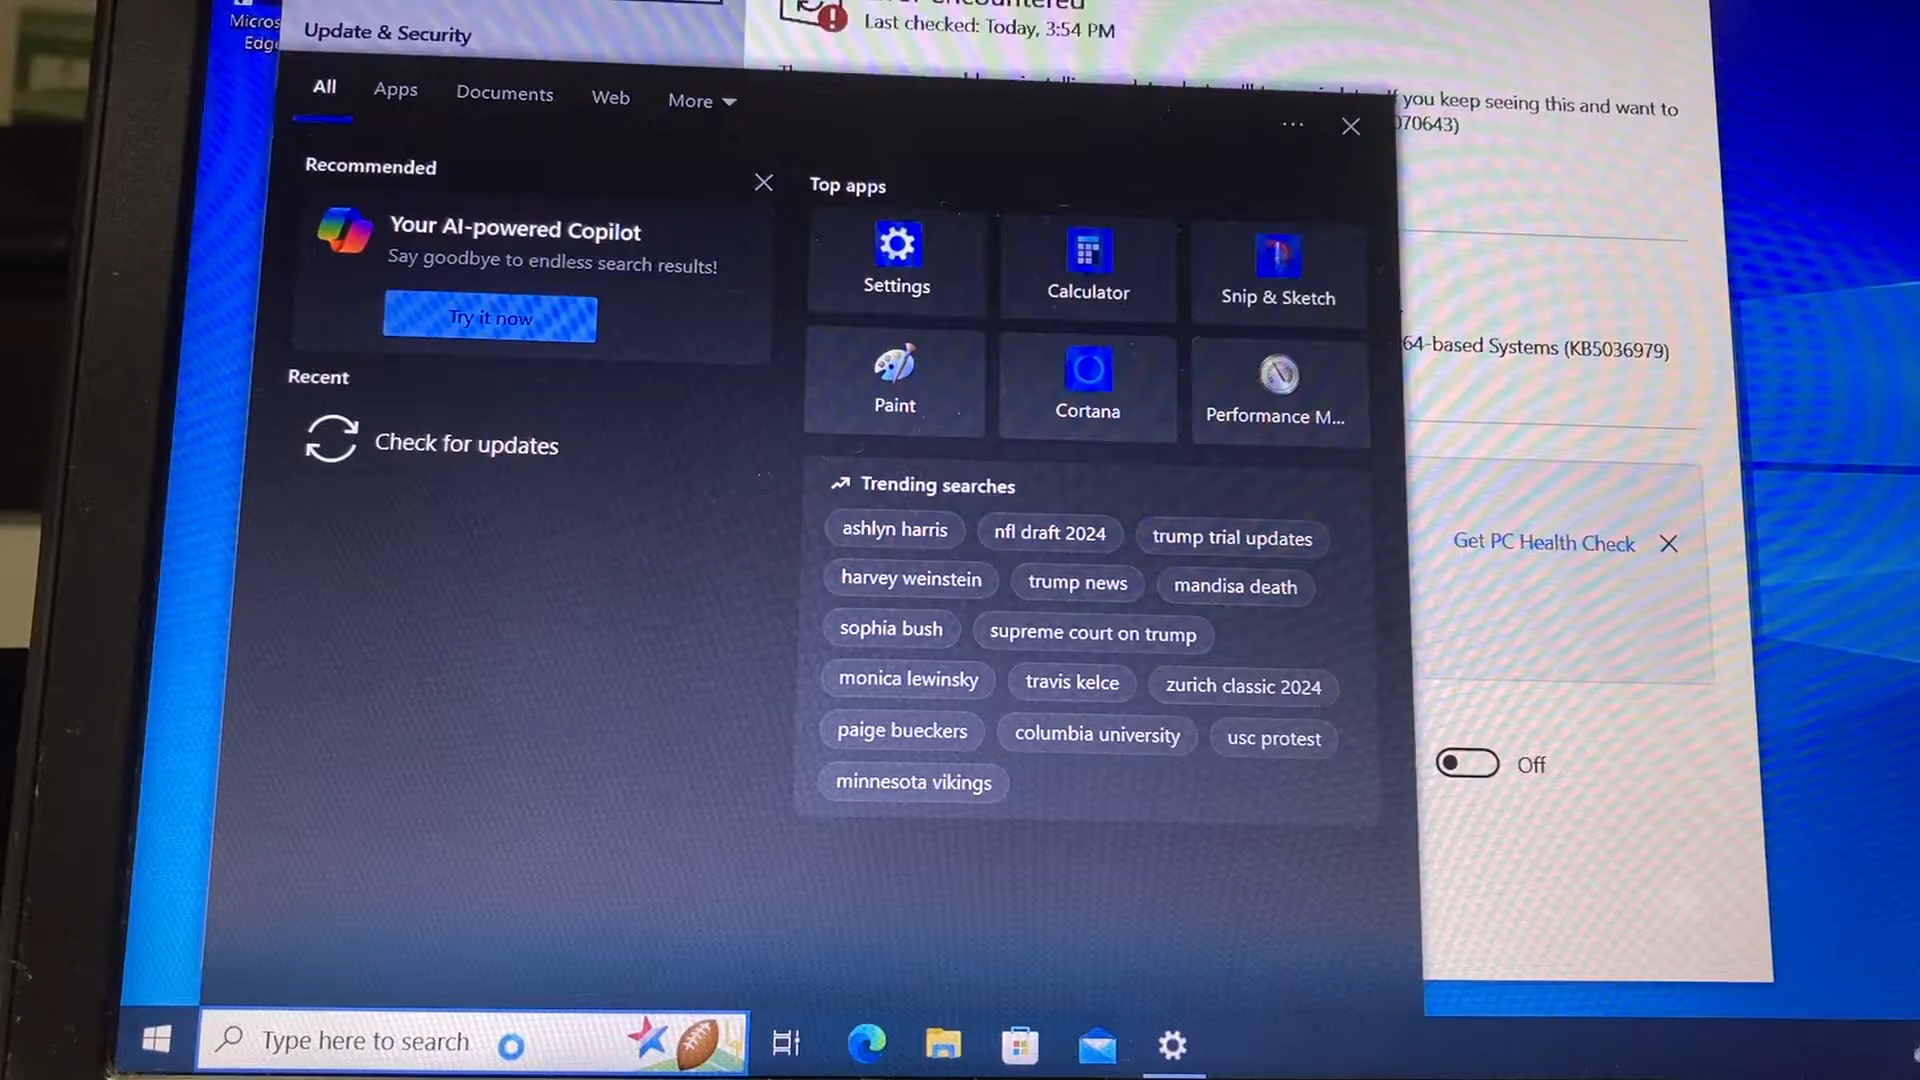 Micros
Edge
Update & Security
Last checked: Today, 3:54 PM
you keep seeing this and want to
070643)
All
Apps
Documents
Web
More
Recommended
Your AI-powered Copilot
Say goodbye to endless search results!
Try it now
Recent
Check for updates
Top apps
Settings
Calculator
Snip & Sketch
Paint
Cortana
Performance M...
Trending searches
ashlyn harris
nfl draft 2024
trump trial updates
harvey weinstein
trump news
mandisa death
sophia bush
supreme court on trump
monica lewinsky
travis kelce
zurich classic 2024
paige bueckers
columbia university
usc protest
minnesota vikings
64-based Systems (KB5036979)
Get PC Health Check
Off
Type here to search